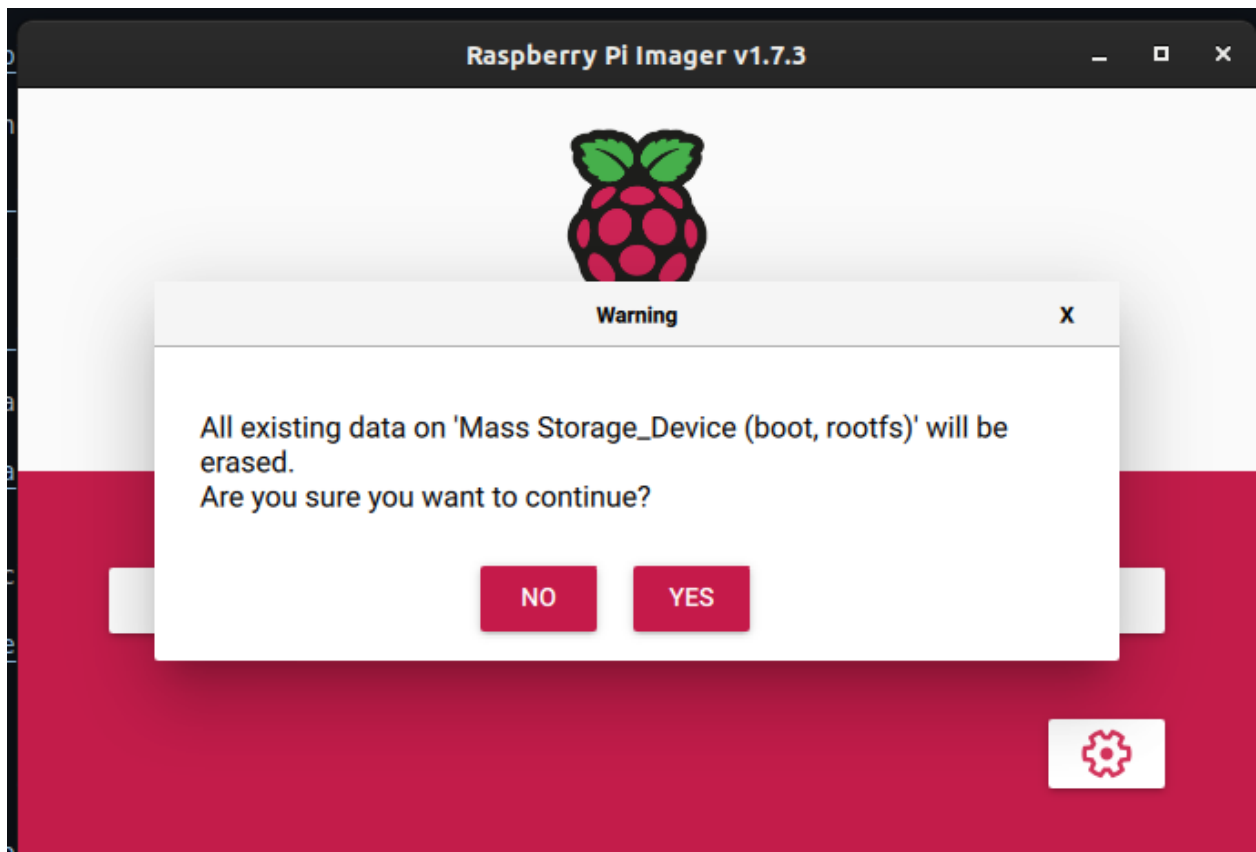 Raspberry Pi Imager v1.7.3
Warning
X
All existing data on 'Mass Storage_Device (boot, rootfs)' will be
erased.
Are you sure you want to continue?
NO
YES